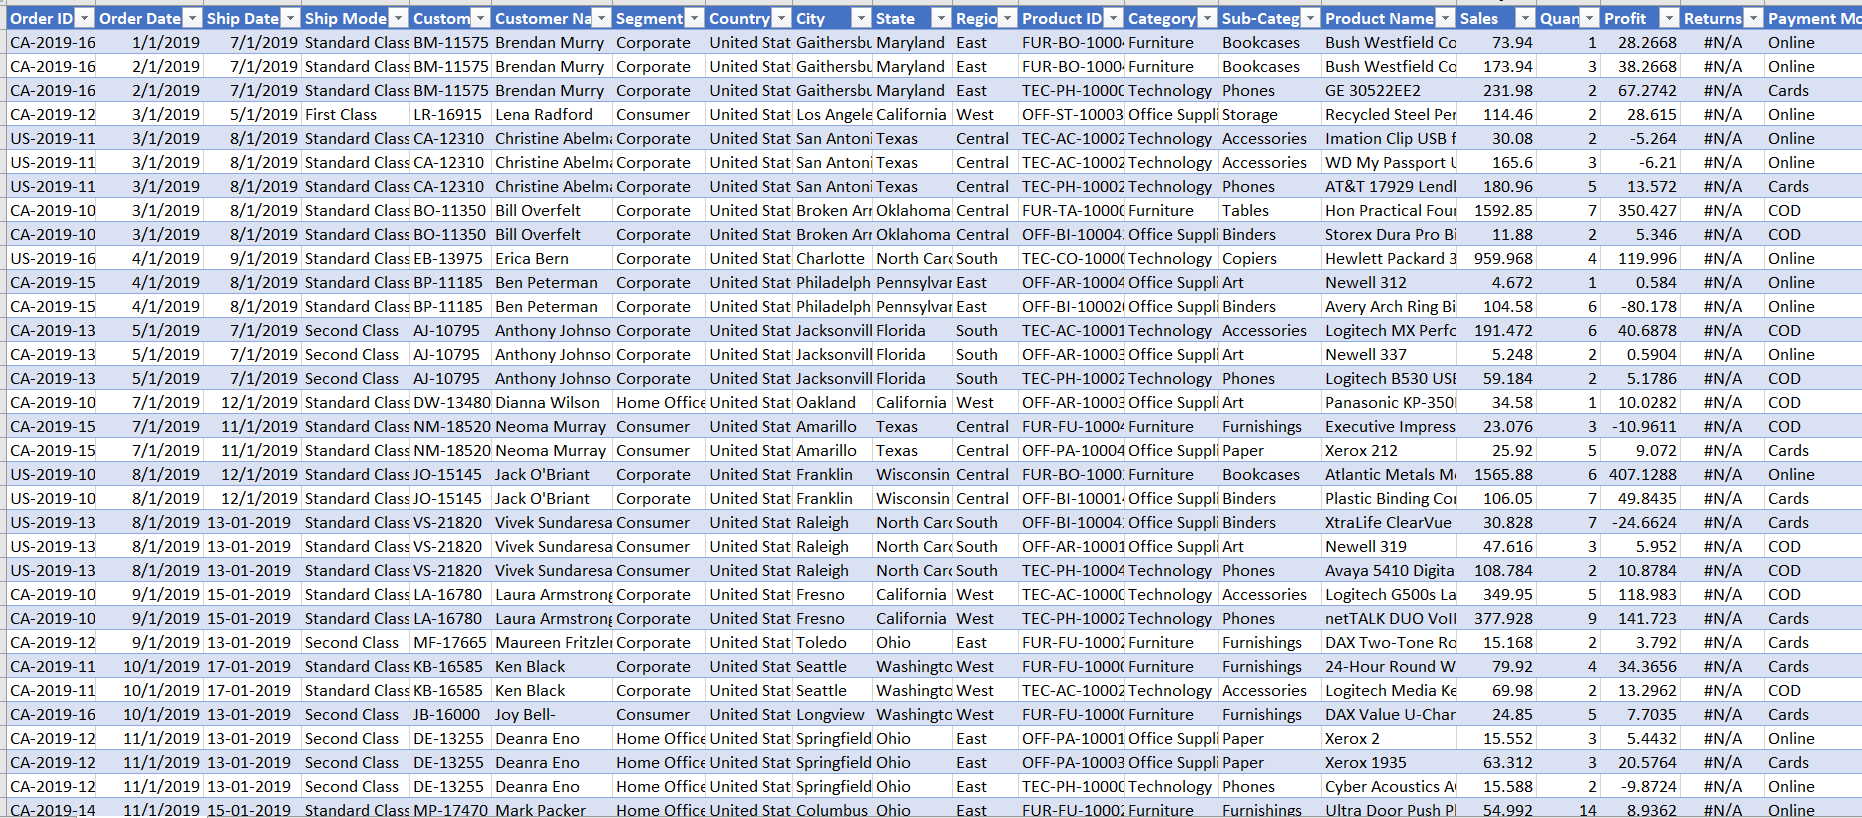 Order ID Order Date Ship Date Ship Mode Custom Customer Na Segment Country City State Regio Product ID Category Sub-Categ Product Name Sales Quan Profit Returns Payment Mo
CA-2019-16 1/1/2019 7/1/2019 Standard Class BM-11575 Brendan Murry Corporate United Stat Gaithersbu Maryland East FUR-BO-1000 Furniture Bookcases Bush Westfield Co 73.94 1 28.2668 #N/A Online
CA-2019-16 2/1/2019 7/1/2019 Standard Class BM-11575 Brendan Murry Corporate United Stat Gaithersbu Maryland East FUR-BO-1000 Furniture Bookcases Bush Westfield Co 173.94 3 38.2668 #N/A Online
CA-2019-16 2/1/2019 7/1/2019 Standard Class BM-11575 Brendan Murry Corporate United Stat Gaithersbu Maryland East TEC-PH-1000 Technology Phones GE 30522EE2 231.98 2 67.2742 #N/A Cards
CA-2019-12 3/1/2019 5/1/2019 First Class LR-16915 Lena Radford Consumer United Stat Los Angele California West OFF-ST-10003 Office Suppli Storage Recycled Steel Per 114.46 2 28.615 #N/A Online
US-2019-11 3/1/2019 8/1/2019 Standard Class CA-12310 Christine Abelma Corporate United Stat San Antoni Texas Central TEC-AC-10002 Technology Accessories Imation Clip USB f 30.08 2 -5.264 #N/A Online
US-2019-11 3/1/2019 8/1/2019 Standard Class CA-12310 Christine Abelma Corporate United Stat San Antoni Texas Central TEC-AC-10002 Technology Accessories WD My Passport U 165.6 3 -6.21 #N/A Online
US-2019-11 3/1/2019 8/1/2019 Standard Class CA-12310 Christine Abelma Corporate United Stat San Antoni Texas Central TEC-PH-10002 Technology Phones AT&T 17929 Lendl 180.96 5 13.572 #N/A Cards
CA-2019-10 3/1/2019 8/1/2019 Standard Class BO-11350 Bill Overfelt Corporate United Stat Broken Arr Oklahoma Central FUR-TA-10000 Furniture Tables Hon Practical Four 1592.85 7 350.427 #N/A COD
CA-2019-10 3/1/2019 8/1/2019 Standard Class BO-11350 Bill Overfelt Corporate United Stat Broken Arr Oklahoma Central OFF-BI-10004 Office Suppli Binders Storex Dura Pro Bi 11.88 2 5.346 #N/A COD
US-2019-16 4/1/2019 9/1/2019 Standard Class EB-13975 Erica Bern Corporate United Stat Charlotte North Carc South TEC-CO-1000 Technology Copiers Hewlett Packard 3 959.968 4 119.996 #N/A Online
CA-2019-15 4/1/2019 8/1/2019 Standard Class BP-11185 Ben Peterman Corporate United Stat Philadelph Pennsylvar East OFF-AR-1000 Office Suppli Art Newell 312 4.672 1 0.584 #N/A Online
CA-2019-15 4/1/2019 8/1/2019 Standard Class BP-11185 Ben Peterman Corporate United Stat Philadelph Pennsylvar East OFF-BI-10002 Office Suppli Binders Avery Arch Ring Bi 104.58 6 -80.178 #N/A Online
CA-2019-13 5/1/2019 7/1/2019 Second Class AJ-10795 Anthony Johnso Corporate United Stat Jacksonvill Florida South TEC-AC-10001 Technology Accessories Logitech MX Perfc 191.472 6 40.6878 #N/A COD
CA-2019-13 5/1/2019 7/1/2019 Second Class AJ-10795 Anthony Johnso Corporate United Stat Jacksonvill Florida South OFF-AR-10003 Office Suppli Art Newell 337 5.248 2 0.5904 #N/A Online
CA-2019-13 5/1/2019 7/1/2019 Second Class AJ-10795 Anthony Johnso Corporate United Stat Jacksonvill Florida South TEC-PH-10002 Technology Phones Logitech B530 USE 59.184 2 5.1786 #N/A COD
CA-2019-10 7/1/2019 12/1/2019 Standard Class DW-13480 Dianna Wilson Home Office United Stat Oakland California West OFF-AR-10003 Office Suppli Art Panasonic KP-350 34.58 1 10.0282 #N/A COD
CA-2019-15 7/1/2019 11/1/2019 Standard Class NM-18520 Neoma Murray Consumer United Stat Amarillo Texas Central FUR-FU-1000 Furniture Furnishings Executive Impress 23.076 3 -10.9611 #N/A COD
CA-2019-15 7/1/2019 11/1/2019 Standard Class NM-18520 Neoma Murray Consumer United Stat Amarillo Texas Central OFF-PA-1000 Office Suppli Paper Xerox 212 25.92 5 9.072 #N/A Cards
US-2019-10 8/1/2019 12/1/2019 Standard Class JO-15145 Jack O'Briant Corporate United Stat Franklin Wisconsin Central FUR-BO-1000 Furniture Bookcases Atlantic Metals Mo 1565.88 6 407.1288 #N/A Online
US-2019-10 8/1/2019 12/1/2019 Standard Class JO-15145 Jack O'Briant Corporate United Stat Franklin Wisconsin Central OFF-BI-10001 Office Suppli Binders Plastic Binding Cor 106.05 7 49.8435 #N/A Cards
US-2019-13 8/1/2019 13-01-2019 Standard Class VS-21820 Vivek Sundaresa Consumer United Stat Raleigh North Carc South OFF-BI-10004 Office Suppli Binders XtraLife ClearVue 30.828 7 -24.6624 #N/A Cards
US-2019-13 8/1/2019 13-01-2019 Standard Class VS-21820 Vivek Sundaresa Consumer United Stat Raleigh North Carc South OFF-AR-10001 Office Suppli Art Newell 319 47.616 3 5.952 #N/A COD
US-2019-13 8/1/2019 13-01-2019 Standard Class VS-21820 Vivek Sundaresa Consumer United Stat Raleigh North Carc South TEC-PH-1000 Technology Phones Avaya 5410 Digita 108.784 2 10.8784 #N/A COD
CA-2019-10 9/1/2019 15-01-2019 Standard Class LA-16780 Laura Armstrong Corporate United Stat Fresno California West TEC-AC-1000 Technology Accessories Logitech G500s La 349.95 5 118.983 #N/A COD
CA-2019-10 9/1/2019 15-01-2019 Standard Class LA-16780 Laura Armstrong Corporate United Stat Fresno California West TEC-PH-10002 Technology Phones netTALK DUO VoII 377.928 9 141.723 #N/A Cards
CA-2019-12 9/1/2019 13-01-2019 Second Class MF-17665 Maureen Fritzler Corporate United Stat Toledo Ohio East FUR-FU-10002 Furniture Furnishings DAX Two-Tone Ro 15.168 2 3.792 #N/A Cards
CA-2019-11 10/1/2019 17-01-2019 Standard Class KB-16585 Ken Black Corporate United Stat Seattle Washingto West FUR-FU-1000 Furniture Furnishings 24-Hour Round W 79.92 4 34.3656 #N/A Cards
CA-2019-11 10/1/2019 17-01-2019 Standard Class KB-16585 Ken Black Corporate United Stat Seattle Washingto West TEC-AC-10002 Technology Accessories Logitech Media Ke 69.98 2 13.2962 #N/A COD
CA-2019-16 10/1/2019 13-01-2019 Second Class JB-16000 Joy Bell- Consumer United Stat Longview Washingto West FUR-FU-1000 Furniture Furnishings DAX Value U-Char 24.85 5 7.7035 #N/A Cards
CA-2019-12 11/1/2019 13-01-2019 Second Class DE-13255 Deanra Eno Home Office United Stat Springfield Ohio East OFF-PA-10001 Office Suppli Paper Xerox 2 15.552 3 5.4432 #N/A Online
CA-2019-12 11/1/2019 13-01-2019 Second Class DE-13255 Deanra Eno Home Office United Stat Springfield Ohio East OFF-PA-10003 Office Suppli Paper Xerox 1935 63.312 3 20.5764 #N/A Cards
CA-2019-12 11/1/2019 13-01-2019 Second Class DE-13255 Deanra Eno Home Office United Stat Springfield Ohio East TEC-PH-1000 Technology Phones Cyber Acoustics A 15.588 2 -9.8724 #N/A Online
CA-2019-14 11/1/2019 15-01-2019 Standard Class MP-17470 Mark Packer Home Office United Stat Columbus Ohio East FUR-FU-10002 Furniture Furnishings Ultra Door Push P 54.992 14 8.9362 #N/A Online